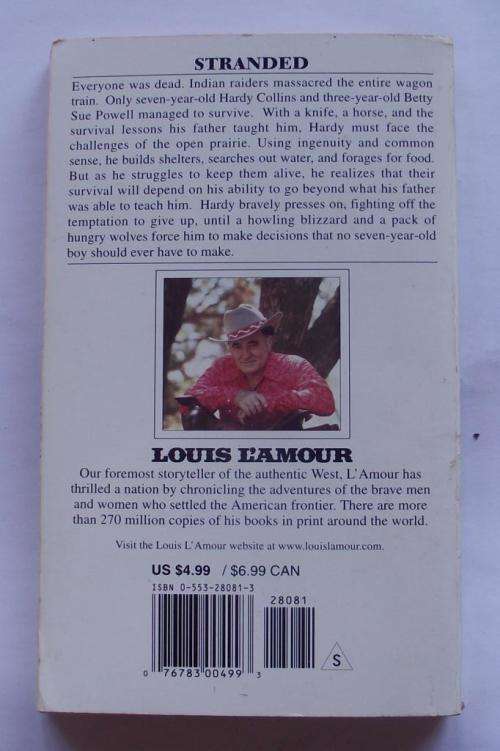 STRANDED
Everyone was dead. Indian raiders massacred the entire wagon
train. Only seven-year-old Hardy Collins and three-year-old Betty
Sue Powell managed to survive. With a knife, a horse, and the
survival lessons his father taught him, Hardy must face the
challenges of the open prairie. Using ingenuity and common
sense, he builds shelters, searches out water, and forages for food.
But as he struggles to keep them alive, he realizes that their
survival will depend on his ability to go beyond what his father
was able to teach him. Hardy bravely presses on, fighting off the
temptation to give up, until a howling blizzard and a pack of
hungry wolves force him to make decisions that no seven-year-old
boy should ever have to make.
LOUIS L'AMOUR
Our foremost storyteller of the authentic West, L'Amour has
thrilled a nation by chronicling the adventures of the brave men
and women who settled the American frontier. There are more
than 270 million copies of his books in print around the world.
Visit the Louis L'Amour website at www.louislamour.com.
US $4.99 / $6.99 CAN
ISBN 0-553-28081-3
28081
0 76783 00499 3
S